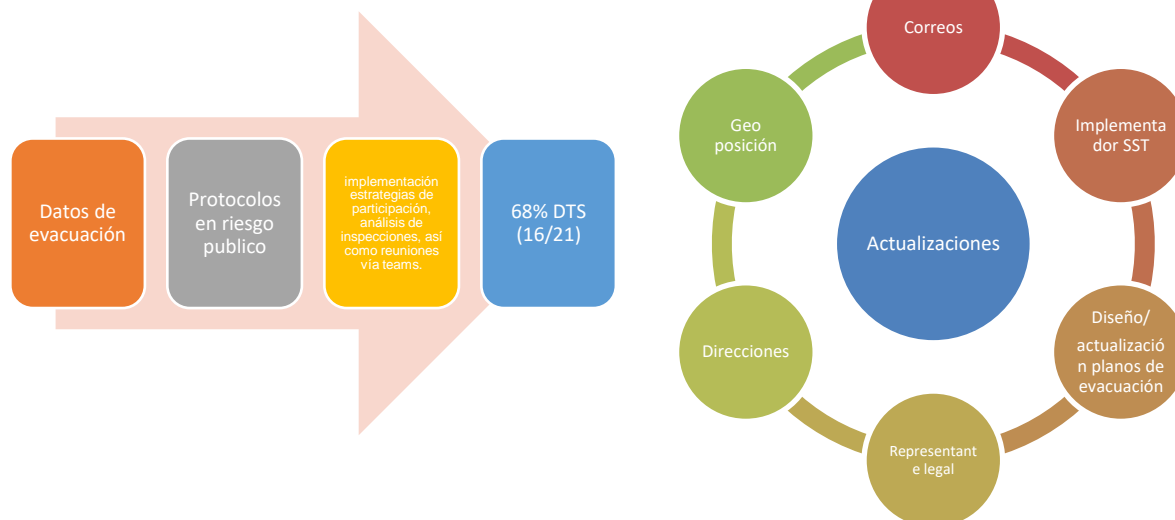 Datos de
evacuación
Protocolos
en riesgo
publico
implementación
estrategias de
participación,
análisis de
inspecciones, así
como reuniones
vía teams.
68% DTS
(16/21)
Correos
Implementa
dor SST
Diseño/
actualizació
n planos de
evacuación
Representant
e legal
Direcciones
Geo
posición
Actualizaciones